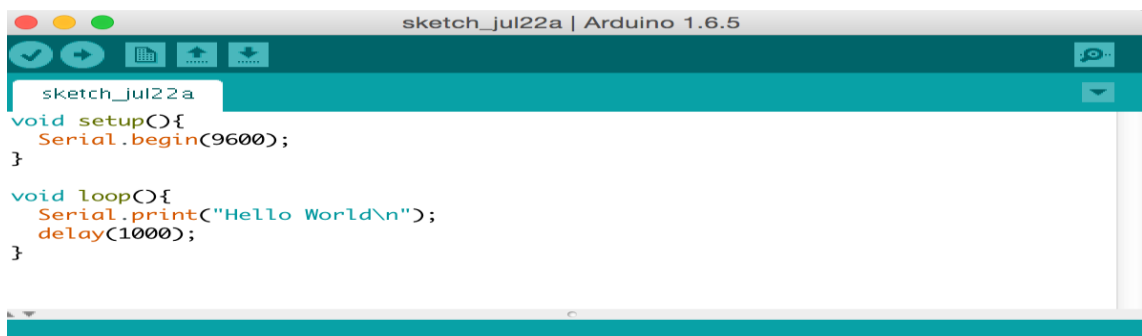 sketch_jul22a | Arduino 1.6.5
sketch_jul22a
void setup(){
  Serial.begin(9600);
}

void loop(){
  Serial.print("Hello World\n");
  delay(1000);
}